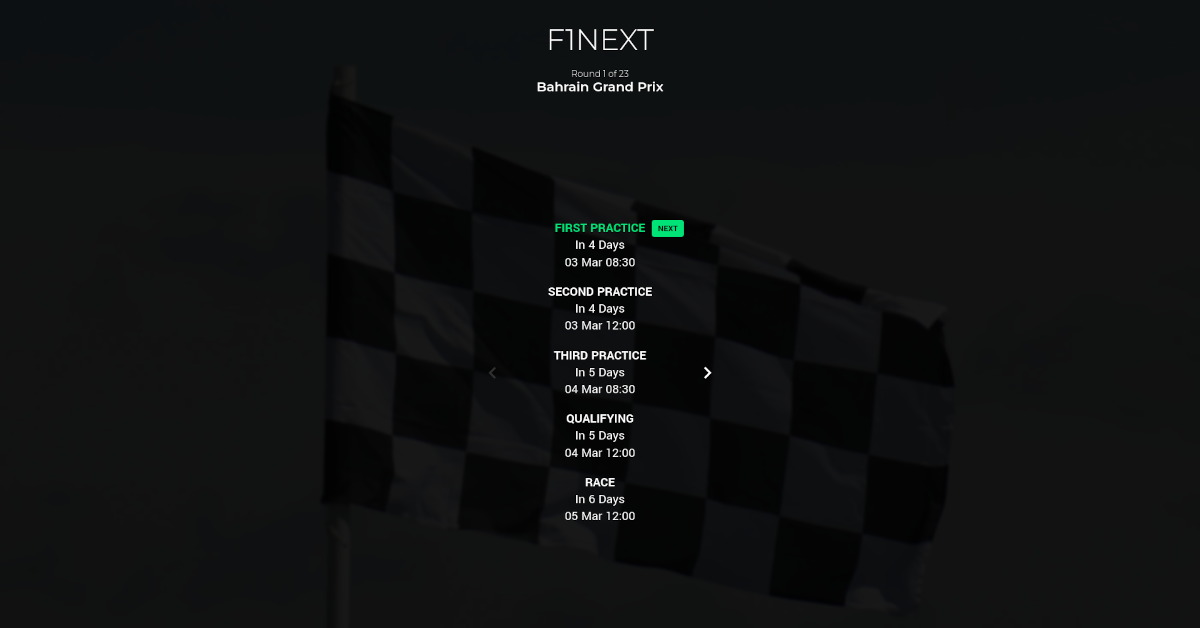 F1NEXT
Round 1 of 23
Bahrain Grand Prix
FIRST PRACTICE NEXT
In 4 Days
03 Mar 08:30
SECOND PRACTICE
In 4 Days
03 Mar 12:00
THIRD PRACTICE
In 5 Days
04 Mar 08:30
QUALIFYING
In 5 Days
04 Mar 12:00
RACE
In 6 Days
05 Mar 12:00